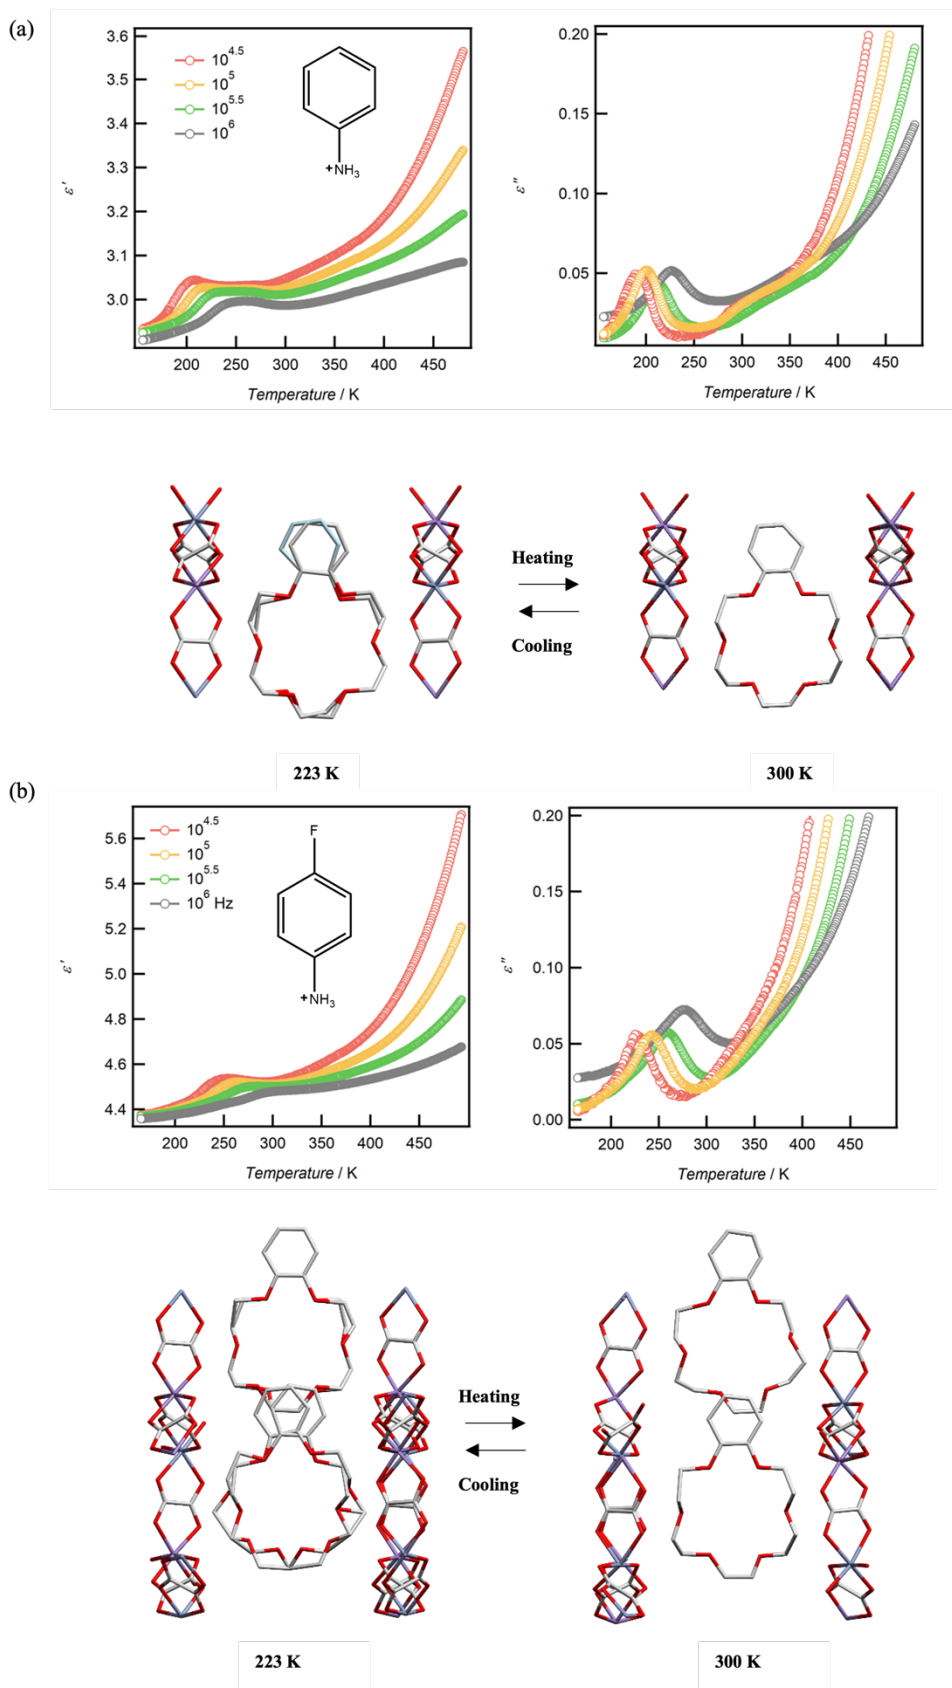 (a)
3.6
3.5
3.4
3.3
3.2
3.1
3.0
ε′
10^4.5
10^5
10^5.5
10^6
+NH3
200 250 300 350 400 450
Temperature / K
0.20
0.15
0.10
0.05
ε″
200 250 300 350 400 450
Temperature / K
Heating
Cooling
223 K
300 K
(b)
5.6
5.4
5.2
5.0
4.8
4.6
4.4
ε′
10^4.5
10^5
10^5.5
10^6 Hz
F
+NH3
200 250 300 350 400 450
Temperature / K
0.20
0.15
0.10
0.05
0.00
ε″
200 250 300 350 400 450
Temperature / K
Heating
Cooling
223 K
300 K